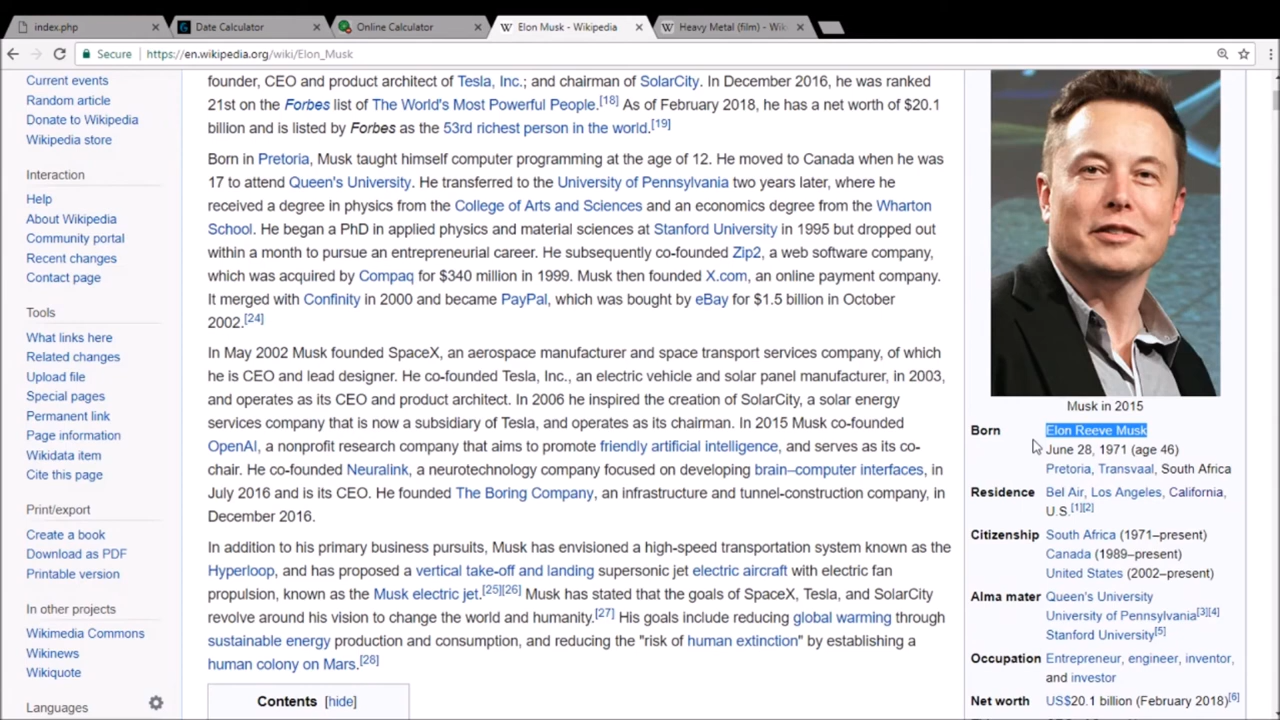 index.php
Date Calculator
Online Calculator
Elon Musk - Wikipedia
Heavy Metal (film) - Wiki
Secure
https://en.wikipedia.org/wiki/Elon_Musk
Current events
Random article
Donate to Wikipedia
Wikipedia store
Interaction
Help
About Wikipedia
Community portal
Recent changes
Contact page
Tools
What links here
Related changes
Upload file
Special pages
Permanent link
Page information
Wikidata item
Cite this page
Print/export
Create a book
Download as PDF
Printable version
In other projects
Wikimedia Commons
Wikinews
Wikiquote
Languages
founder, CEO and product architect of Tesla, Inc.; and chairman of SolarCity. In December 2016, he was ranked
21st on the Forbes list of The World's Most Powerful People.[18] As of February 2018, he has a net worth of $20.1
billion and is listed by Forbes as the 53rd richest person in the world.[19]
Born in Pretoria, Musk taught himself computer programming at the age of 12. He moved to Canada when he was
17 to attend Queen's University. He transferred to the University of Pennsylvania two years later, where he
received a degree in physics from the College of Arts and Sciences and an economics degree from the Wharton
School. He began a PhD in applied physics and material sciences at Stanford University in 1995 but dropped out
within a month to pursue an entrepreneurial career. He subsequently co-founded Zip2, a web software company,
which was acquired by Compaq for $340 million in 1999. Musk then founded X.com, an online payment company.
It merged with Confinity in 2000 and became PayPal, which was bought by eBay for $1.5 billion in October
2002.[24]
In May 2002 Musk founded SpaceX, an aerospace manufacturer and space transport services company, of which
he is CEO and lead designer. He co-founded Tesla, Inc., an electric vehicle and solar panel manufacturer, in 2003,
and operates as its CEO and product architect. In 2006 he inspired the creation of SolarCity, a solar energy
services company that is now a subsidiary of Tesla, and operates as its chairman. In 2015 Musk co-founded
OpenAI, a nonprofit research company that aims to promote friendly artificial intelligence, and serves as its co-
chair. He co-founded Neuralink, a neurotechnology company focused on developing brain–computer interfaces, in
July 2016 and is its CEO. He founded The Boring Company, an infrastructure and tunnel-construction company, in
December 2016.
In addition to his primary business pursuits, Musk has envisioned a high-speed transportation system known as the
Hyperloop, and has proposed a vertical take-off and landing supersonic jet electric aircraft with electric fan
propulsion, known as the Musk electric jet.[25][26] Musk has stated that the goals of SpaceX, Tesla, and SolarCity
revolve around his vision to change the world and humanity.[27] His goals include reducing global warming through
sustainable energy production and consumption, and reducing the "risk of human extinction" by establishing a
human colony on Mars.[28]
Contents [hide]
Musk in 2015
Born Elon Reeve Musk
June 28, 1971 (age 46)
Pretoria, Transvaal, South Africa
Residence Bel Air, Los Angeles, California,
U.S.[1][2]
Citizenship South Africa (1971–present)
Canada (1989–present)
United States (2002–present)
Alma mater Queen's University
University of Pennsylvania[3][4]
Stanford University[5]
Occupation Entrepreneur, engineer, inventor,
and investor
Net worth US$20.1 billion (February 2018)[6]